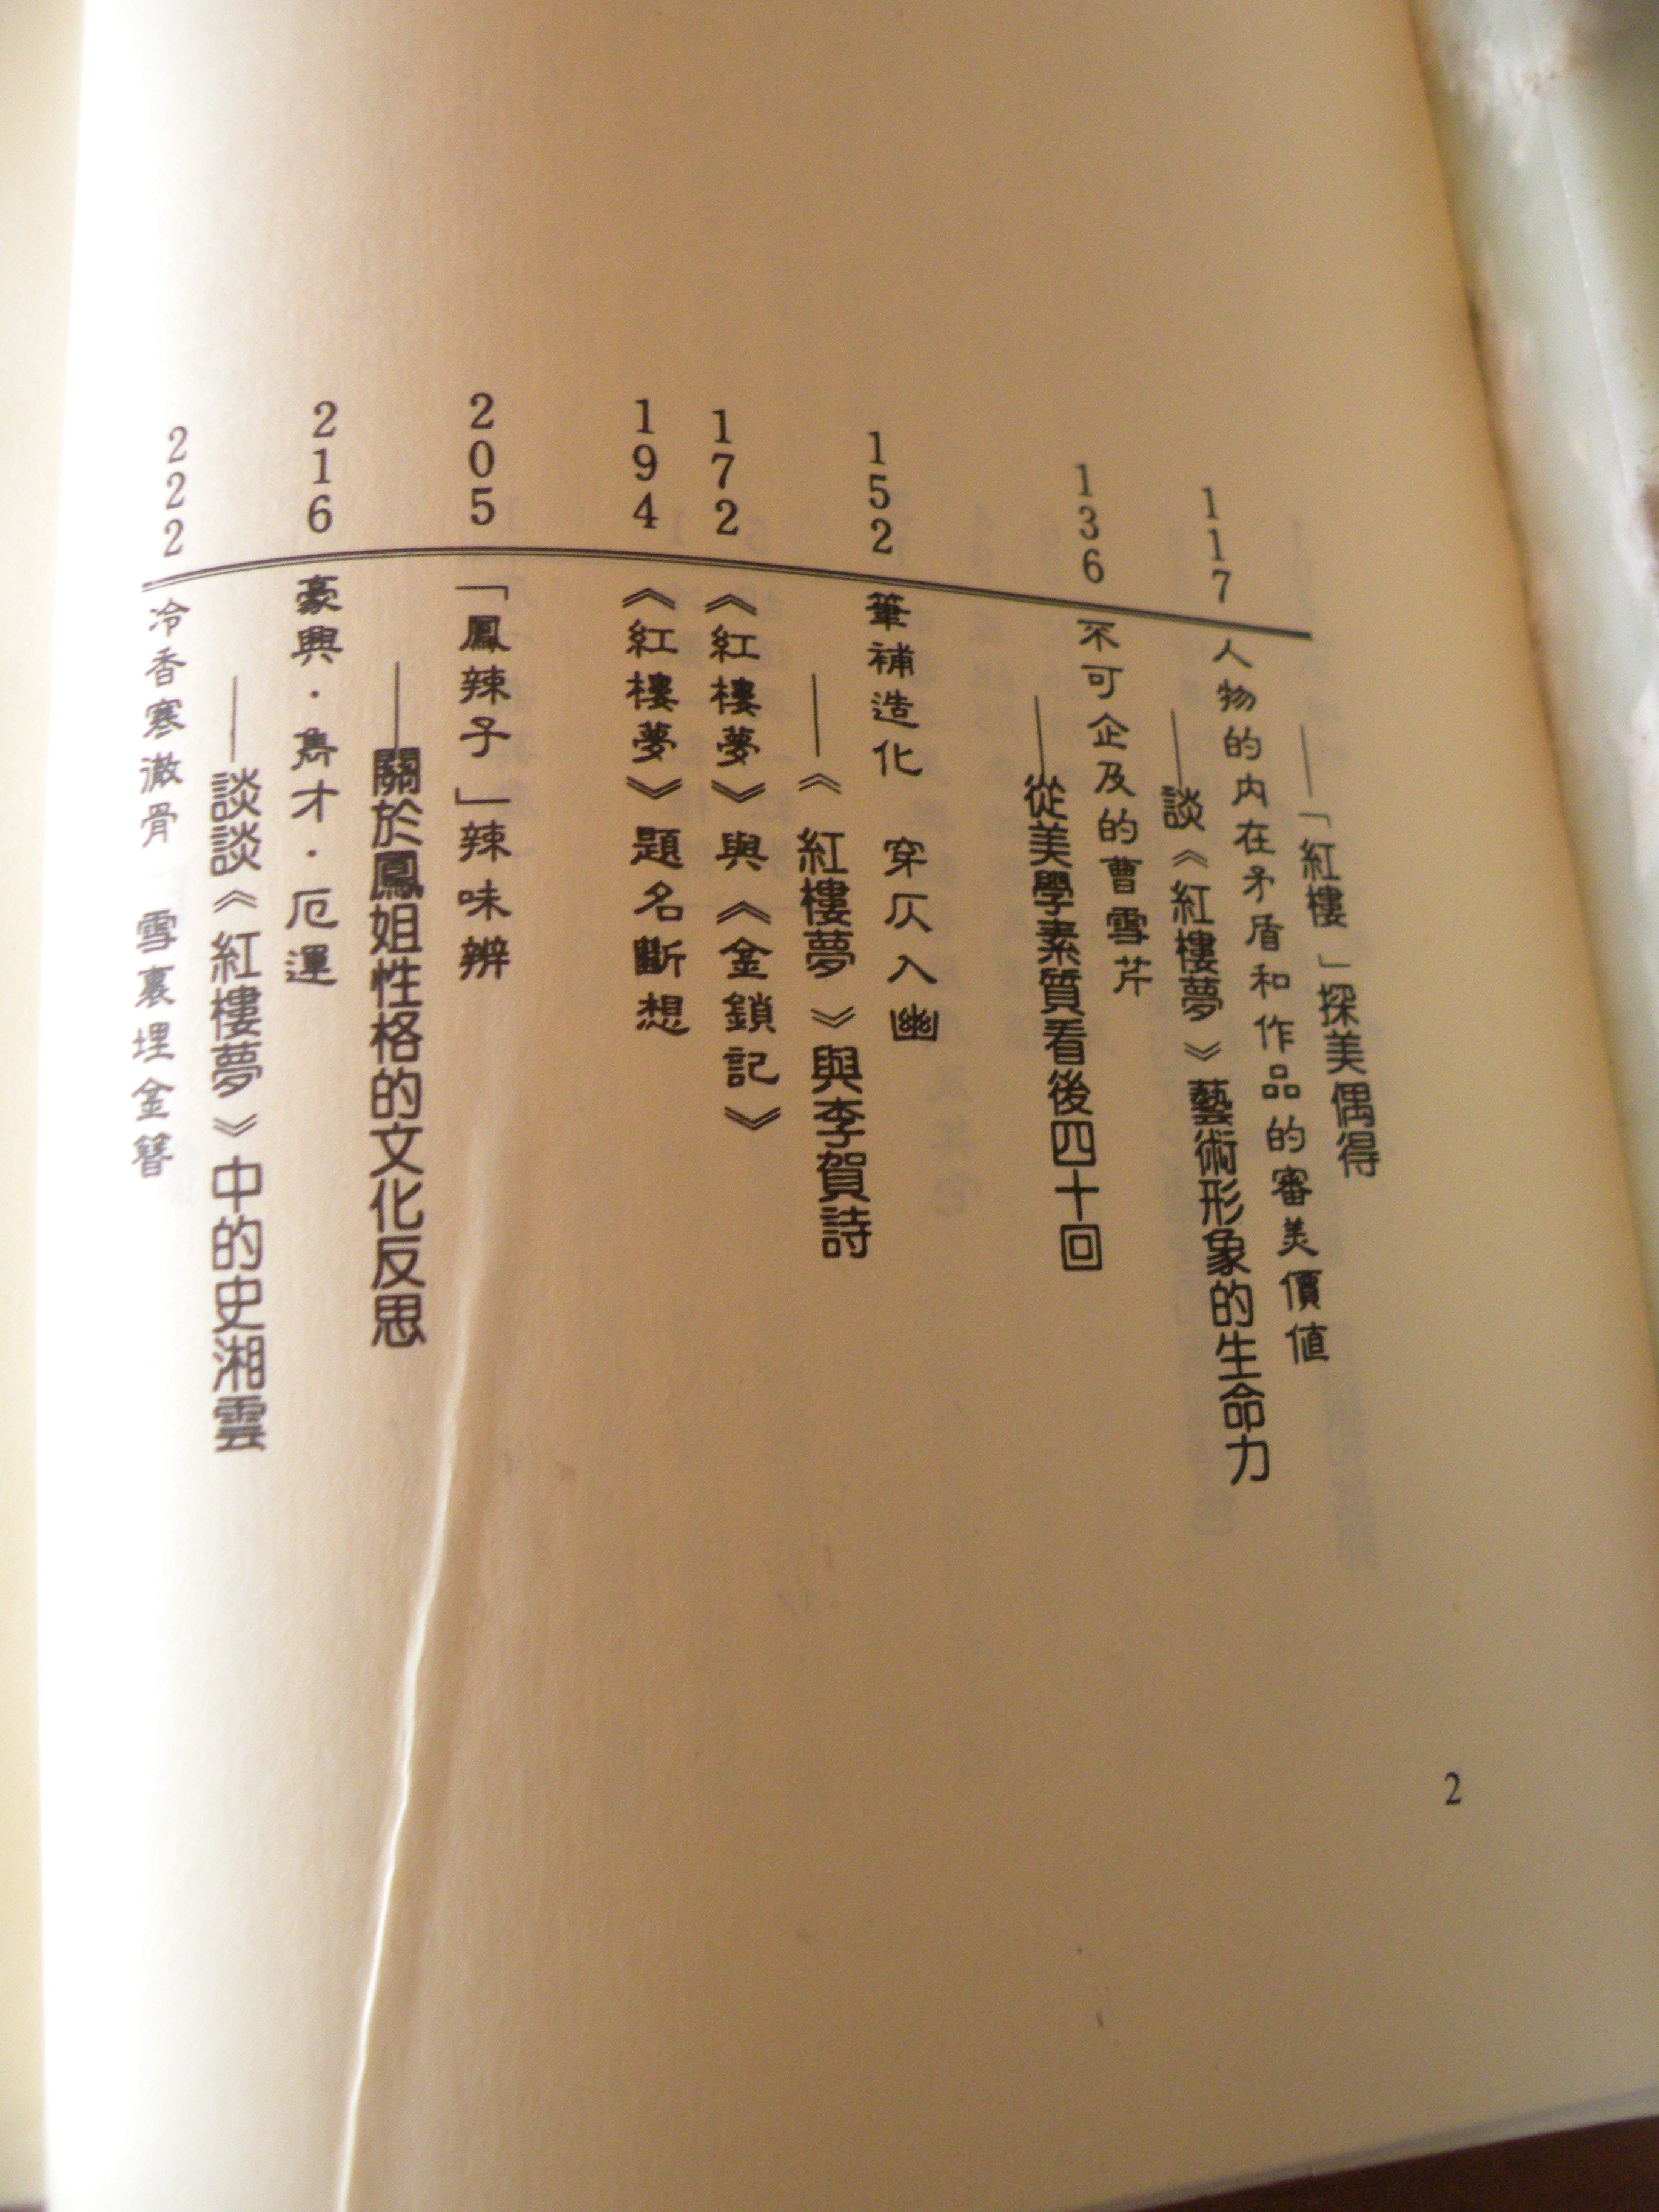 ——「紅樓」探美偶得
117 人物的內在矛盾和作品的審美價值
——談《紅樓夢》藝術形象的生命力
136 不可企及的曹雪芹
——從美學素質看後四十回
152 筆補造化 穿仄入幽
——《紅樓夢》與李賀詩
172 《紅樓夢》與《金鎖記》
194 《紅樓夢》題名斷想
205 「鳳辣子」辣味辨
——關於鳳姐性格的文化反思
216 豪興·雋才·厄運
——談談《紅樓夢》中的史湘雲
222 冷香寒澈骨 雪裏埋金簪
2